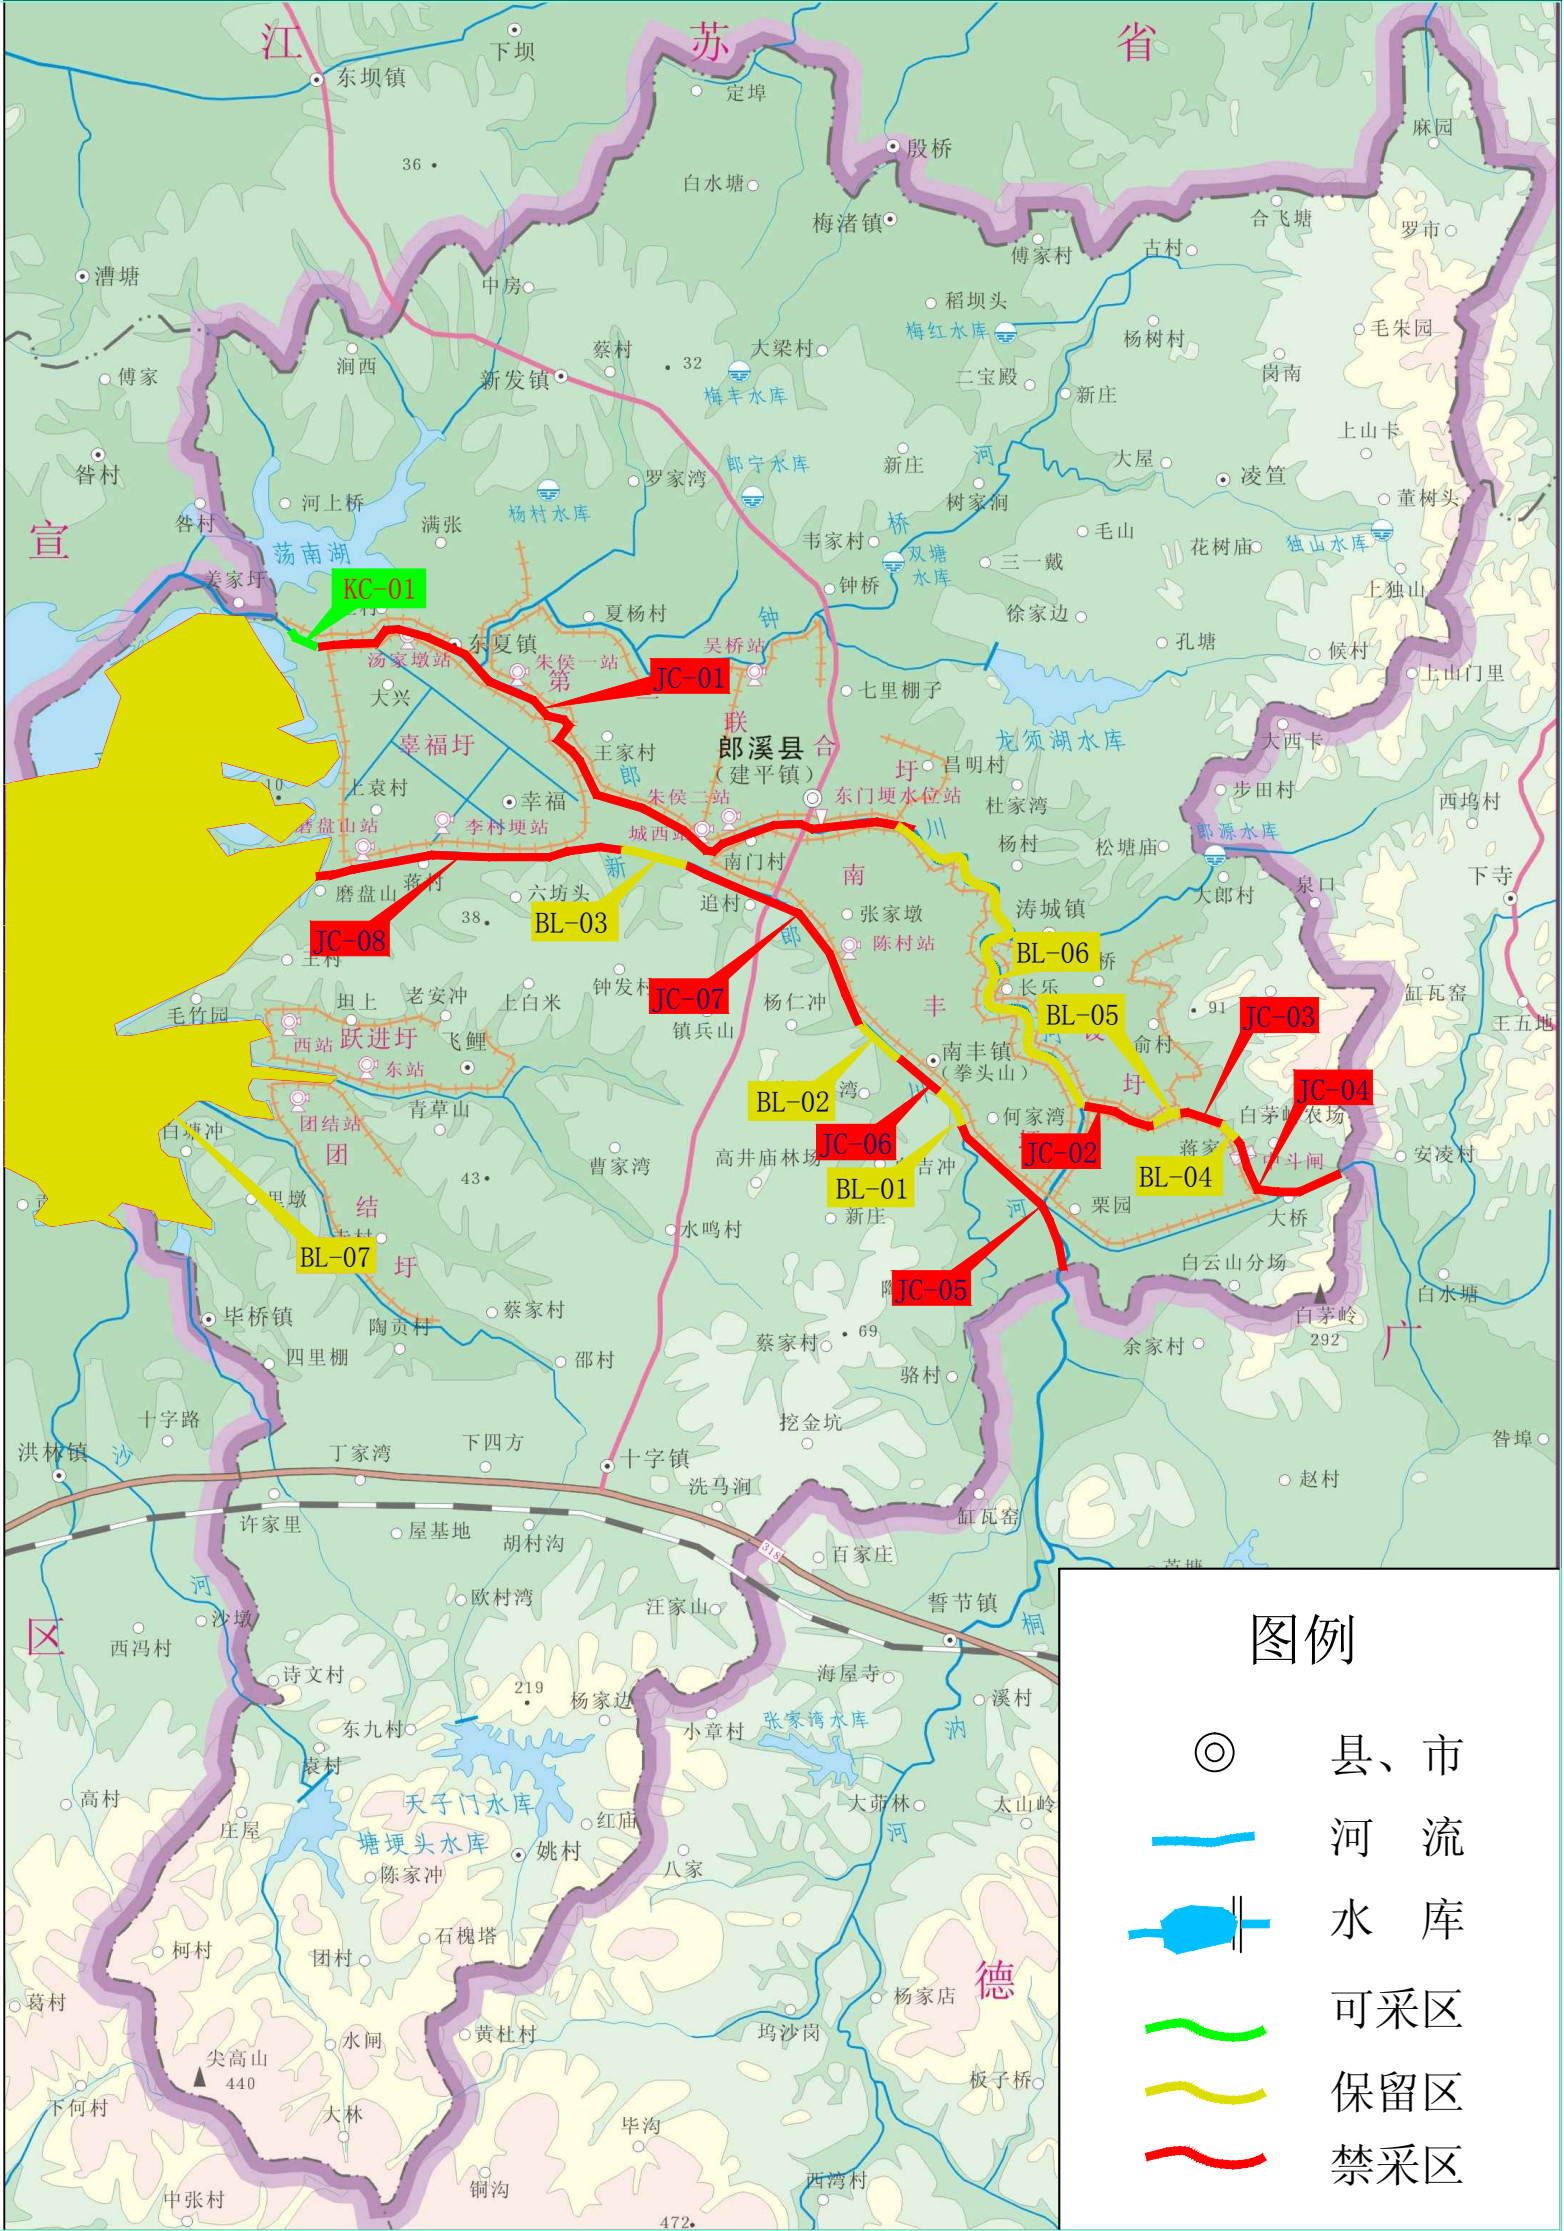 江 苏 省
下坝
东坝镇
定埠
麻园
36
殷桥
白水塘
合飞塘
梅渚镇
罗市
傅家村
古村
漕塘
中房
稻坝头
梅红水库
毛朱园
杨树村
蔡村
大梁村
涧西
32
傅家
新发镇
二宝殿
岗南
梅丰水库
新庄
上山卡
郎宁水库
新庄
河
大屋
昝村
罗家湾
凌笪
树家涧
董树头
河上桥
杨村水库
昝村
满张
桥
毛山
宣
韦家村
花树庙
独山水库
荡南湖
双塘
水库
三一戴
姜家圩
KC-01
钟桥
上独山
夏杨村
钟
徐家边
东夏镇
吴桥站
孔塘
候村
汤家墩站
朱侯一站
第
JC-01
上山门里
大兴
七里棚子
联
辜福圩
王家村
郎溪县
合
龙须湖水库
大西卡
(建平镇)
郎
圩
昌明村
上袁村
步田村
10
幸福
朱侯二站
东门埂水位站
杜家湾
西坞村
磨盘山站
李村埂站
城西站
川
杨村
郎源水库
松塘庙
新
南门村
南
下寺
磨盘山
蒋村
六坊头
大郎村
泉口
追村
张家墩
涛城镇
38
BL-03
JC-08
郎
陈村站
BL-06
桥
王村
钟发村
长乐
缸瓦窑
坦上
老安冲
上白米
JC-07
杨仁冲
毛竹园
丰
BL-05
91
JC-03
镇兵山
王五地
西站
跃进圩
飞鲤
河
设
俞村
南丰镇
(拳头山)
东站
圩
JC-04
BL-02
湾
团结站
青草山
川
何家湾
白茅岭农场
白塘冲
JC-06
JC-02
蒋家
中斗闸
安凌村
团
曹家湾
高井庙林场
吉冲
BL-04
43
BL-01
里墩
结
河
栗园
新庄
大桥
水鸣村
BL-07
圩
白云山分场
JC-05
白水塘
蔡家村
毕桥镇
白茅岭
陶贡村
69
292
广
蔡家村
余家村
四里棚
邵村
骆村
十字路
挖金坑
下四方
昝埠
洪林镇
沙
丁家湾
十字镇
赵村
洗马涧
许家里
缸瓦窑
屋基地
胡村沟
318
百家庄
河
欧村湾
誓节镇
汪家山
沙墩
桐
区
西冯村
诗文村
海屋寺
219
杨家边
溪村
东九村
小章村
张家湾水库
汭
袁村
高村
天子门水库
大茆林
太山岭
庄屋
红庙
塘埂头水库
河
姚村
八家
陈家冲
石槐塔
柯村
团村
德
葛村
杨家店
水闸
黄杜村
坞沙岗
尖高山
440
板子桥
下何村
大林
毕沟
铜沟
西湾村
中张村
472
图例
县、市
河 流
水 库
可采区
保留区
禁采区